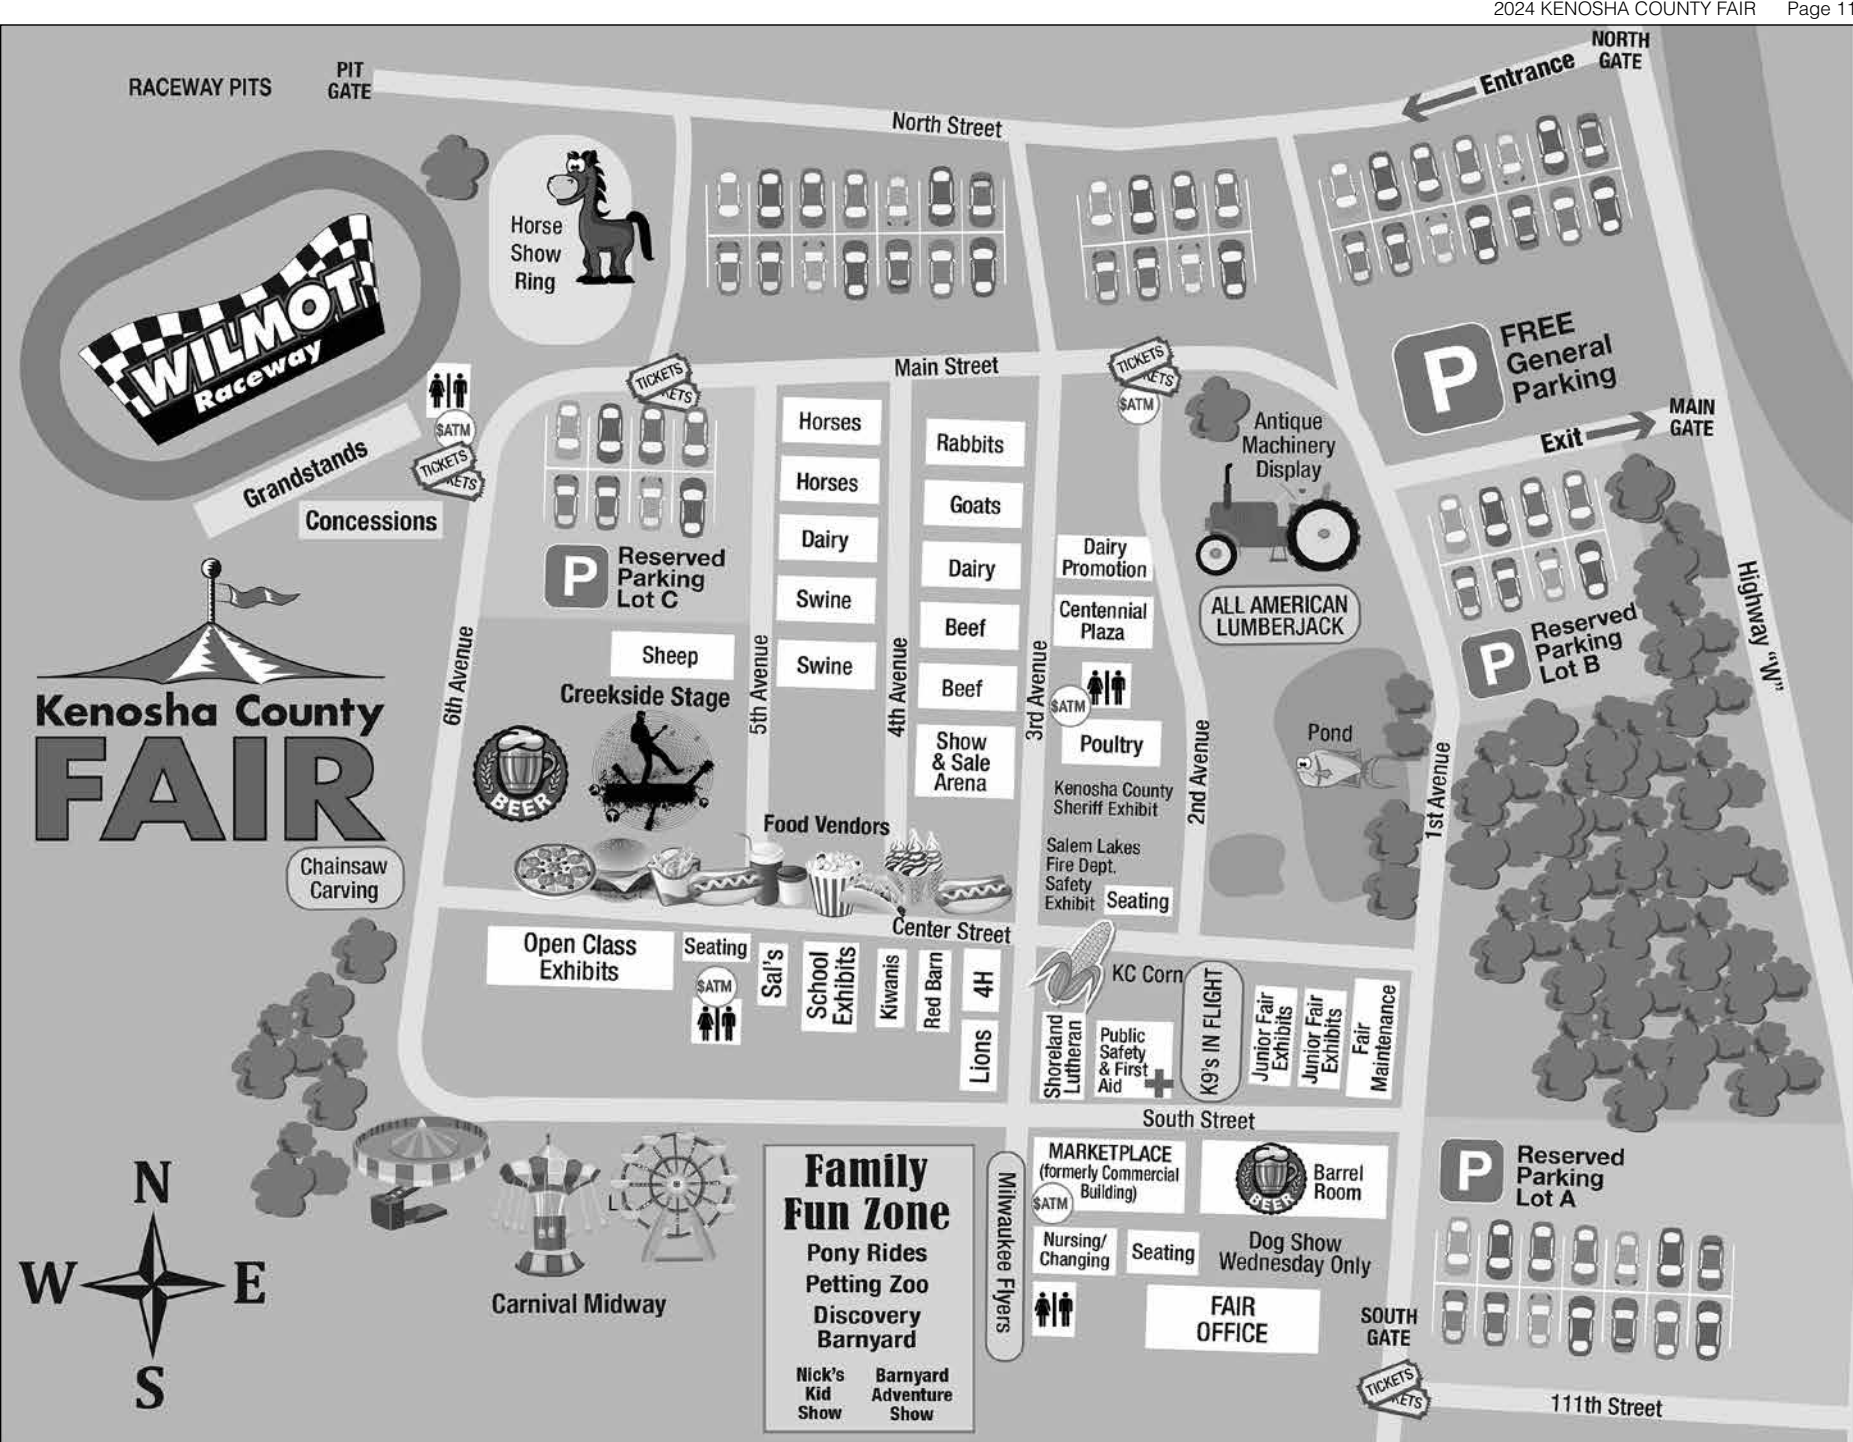 2024 KENOSHA COUNTY FAIR Page 11
NORTH
GATE
Entrance
PIT
GATE
RACEWAY PITS
North Street
Horse
Show
Ring
WILMOT
Raceway
FREE
General
Parking
P
Main Street
TICKETS
KETS
TICKETS
KETS
$ATM
MAIN
GATE
Exit
Antique
Machinery
Display
$ATM
TICKETS
KETS
Grandstands
Concessions
Horses
Horses
Dairy
Swine
Swine
Rabbits
Goats
Dairy
Beef
Beef
Show
& Sale
Arena
P
Reserved
Parking
Lot C
Dairy
Promotion
Centennial
Plaza
ALL AMERICAN
LUMBERJACK
P
Reserved
Parking
Lot B
Highway "W"
Sheep
Creekside Stage
BEER
6th Avenue
5th Avenue
4th Avenue
3rd Avenue
2nd Avenue
1st Avenue
$ATM
Poultry
Pond
Kenosha County
Sheriff Exhibit
Salem Lakes
Fire Dept.
Safety
Exhibit
Seating
Kenosha County
FAIR
Chainsaw
Carving
Food Vendors
Center Street
Open Class
Exhibits
Seating
$ATM
Sal's
School
Exhibits
Kiwanis
Red Barn
4H
Lions
KC Corn
Shoreland
Lutheran
Public
Safety
& First
Aid
K9's IN FLIGHT
Junior Fair
Exhibits
Junior Fair
Exhibits
Fair
Maintenance
South Street
Family
Fun Zone
Pony Rides
Petting Zoo
Discovery
Barnyard
Nick's
Kid
Show
Barnyard
Adventure
Show
Milwaukee Flyers
MARKETPLACE
(formerly Commercial
Building)
$ATM
BEER
Barrel
Room
Nursing/
Changing
Seating
Dog Show
Wednesday Only
FAIR
OFFICE
P
Reserved
Parking
Lot A
SOUTH
GATE
TICKETS
KETS
111th Street
L
Carnival Midway
N
W
E
S